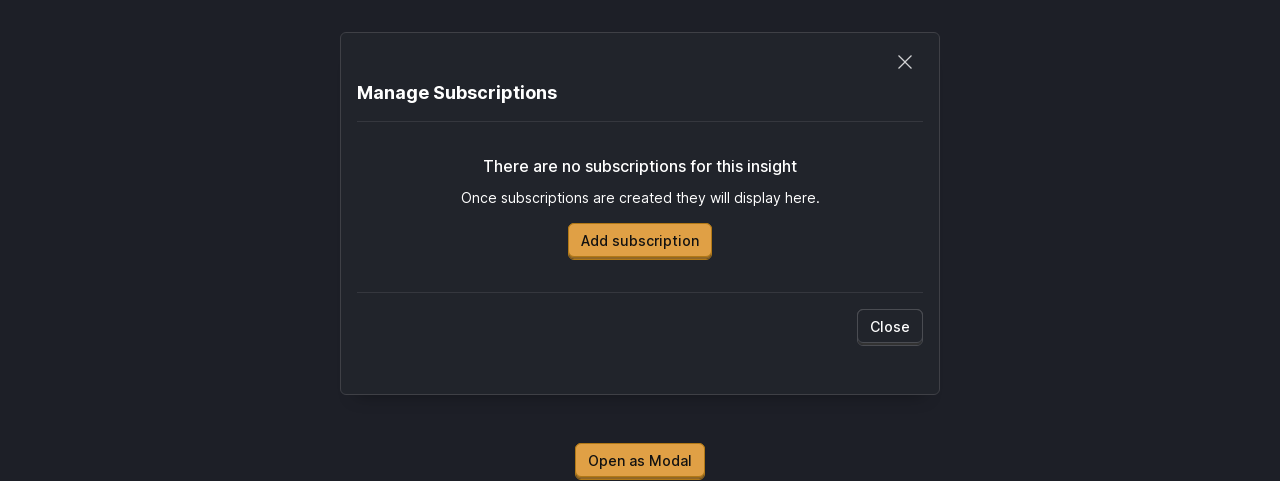 Manage Subscriptions
There are no subscriptions for this insight
Once subscriptions are created they will display here.
Add subscription
Close
Open as Modal